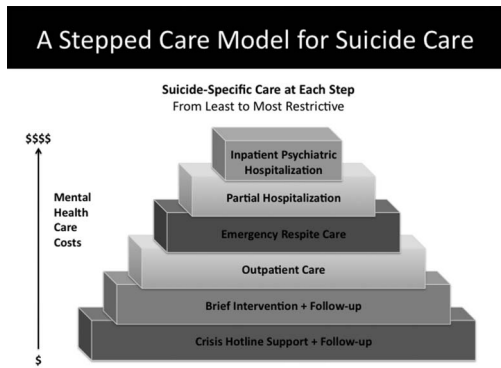 A Stepped Care Model for Suicide Care
Suicide-Specific Care at Each Step
From Least to Most Restrictive
$$$$
Mental
Health
Care
Costs
$
Inpatient Psychiatric
Hospitalization
Partial Hospitalization
Emergency Respite Care
Outpatient Care
Brief Intervention + Follow-up
Crisis Hotline Support + Follow-up